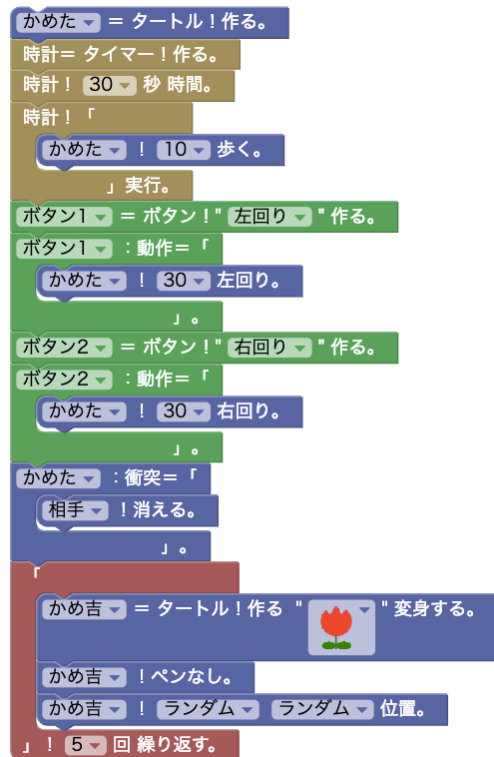 かめた = タートル！作る。
時計＝ タイマー！作る。
時計！ 30 秒 時間。
時計！「
かめた ！ 10 歩く。
」実行。
ボタン1 = ボタン！" 左回り " 作る。
ボタン1 ：動作＝「
かめた ！ 30 左回り。
」。
ボタン2 = ボタン！" 右回り " 作る。
ボタン2 ：動作＝「
かめた ！ 30 右回り。
」。
かめた ：衝突＝「
相手 ！消える。
」。
「
かめ吉 = タートル！作る " " 変身する。
かめ吉 ！ペンなし。
かめ吉 ！ ランダム ランダム 位置。
」！ 5 回 繰り返す。